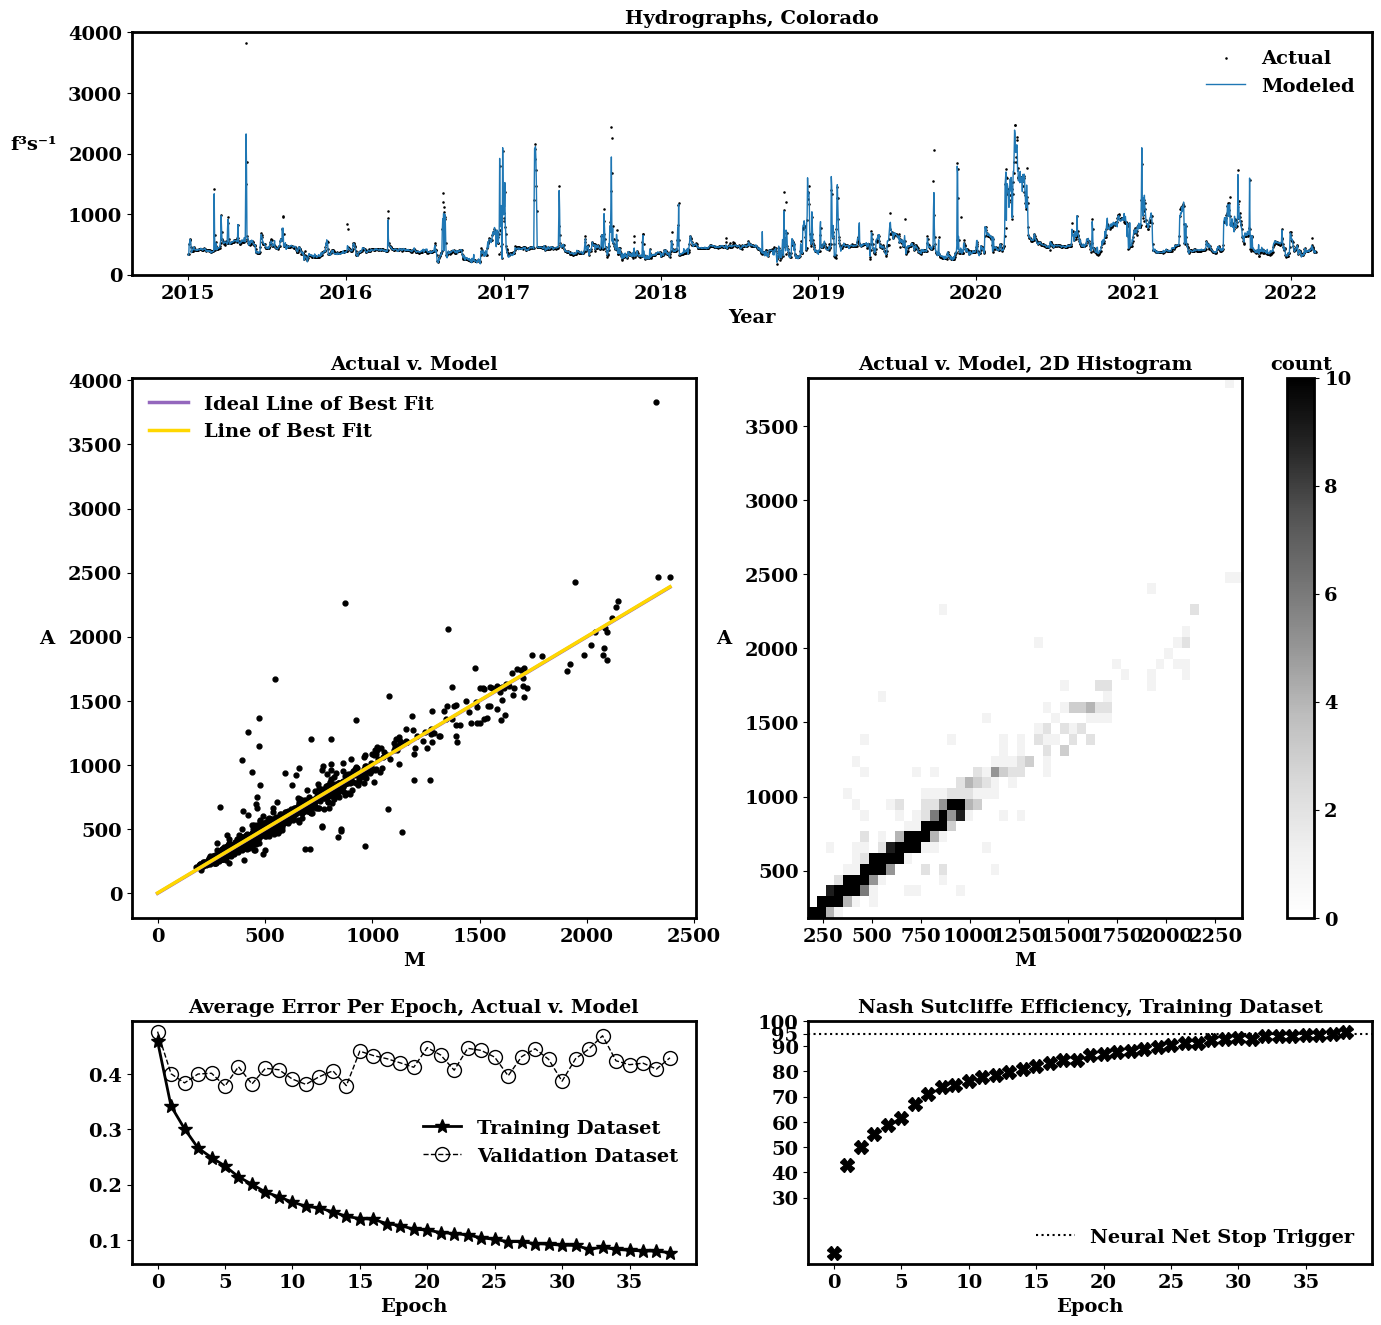 Hydrographs, Colorado
4000
3000
f³s⁻¹
2000
1000
0
Actual
Modeled
2015 2016 2017 2018 2019 2020 2021 2022
Year
Actual v. Model
4000
3500
3000
2500
A
2000
1500
1000
500
0
Ideal Line of Best Fit
Line of Best Fit
0 500 1000 1500 2000 2500
M
Actual v. Model, 2D Histogram
3500
3000
2500
A
2000
1500
1000
500
250 500 750 1000 1250 1500 1750 2000 2250
M
count
10
8
6
4
2
0
Average Error Per Epoch, Actual v. Model
0.4
0.3
0.2
0.1
Training Dataset
Validation Dataset
0 5 10 15 20 25 30 35
Epoch
Nash Sutcliffe Efficiency, Training Dataset
100
95
90
80
70
60
50
40
30
Neural Net Stop Trigger
0 5 10 15 20 25 30 35
Epoch